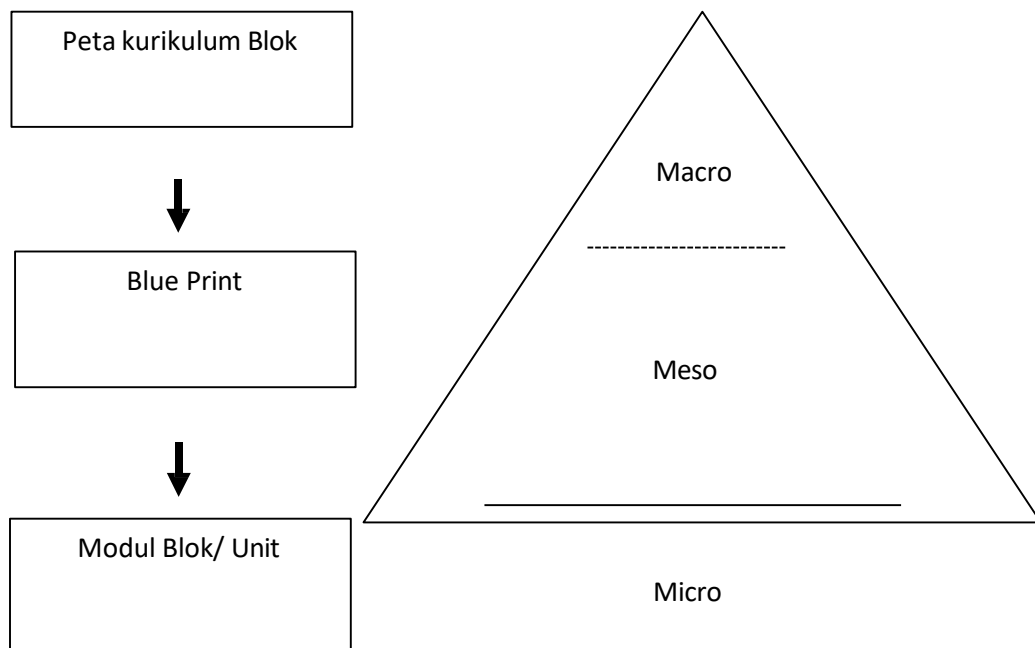 Peta kurikulum Blok
Macro
Blue Print
Meso
Modul Blok/ Unit
Micro